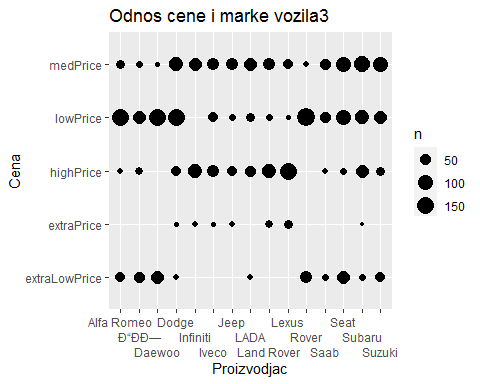 Odnos cene i marke vozila3
Cena
medPrice
lowPrice
highPrice
extraPrice
extraLowPrice
n
50
100
150
Alfa Romeo Dodge Jeep Lexus Seat
Ð“ÐÐ— Infiniti LADA Rover Subaru
Daewoo Iveco Land Rover Saab Suzuki
Proizvodjac